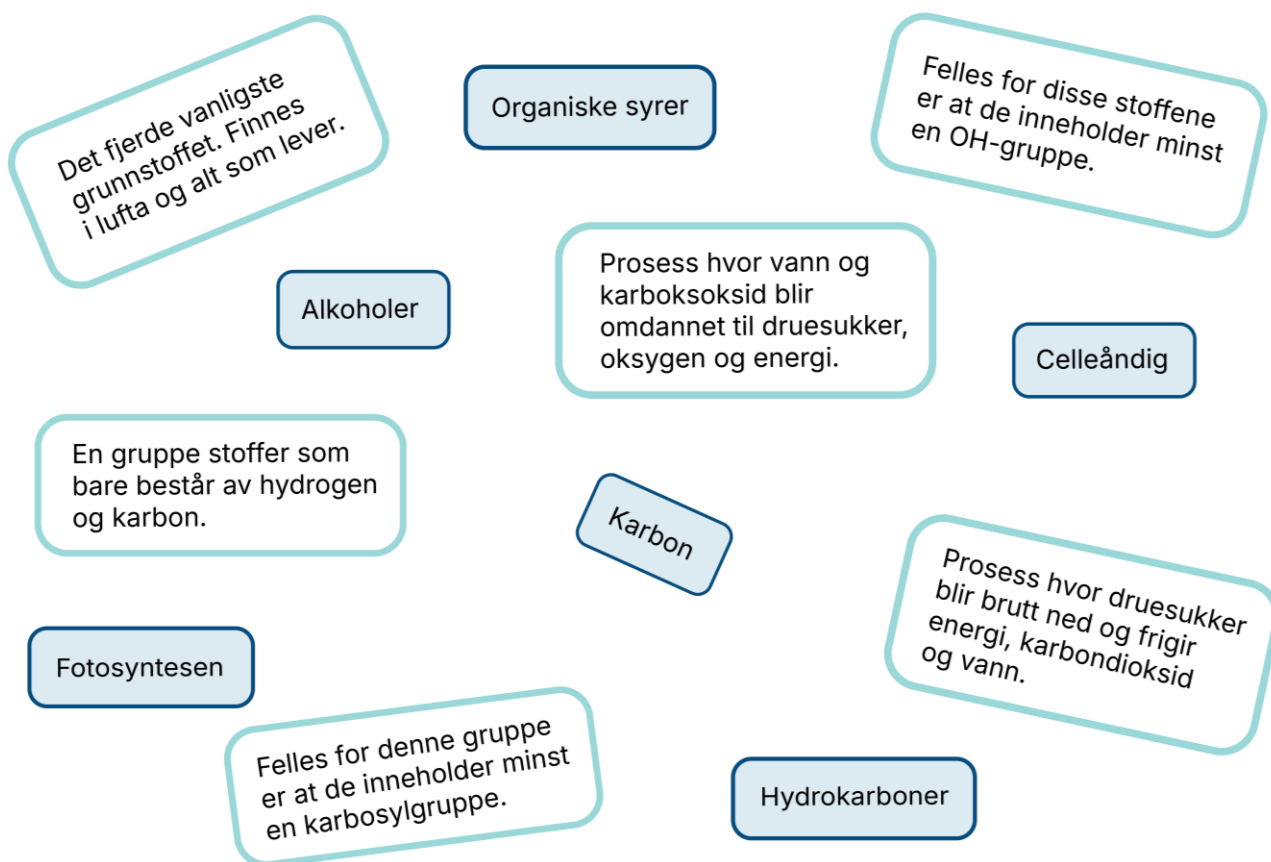 Det fjerde vanligste
grunnstoffet. Finnes
i lufta og alt som lever.
Organiske syrer
Felles for disse stoffene
er at de inneholder minst
en OH-gruppe.
Alkoholer
Prosess hvor vann og
karboksoksid blir
omdannet til druesukker,
oksygen og energi.
Celleåndig
En gruppe stoffer som
bare består av hydrogen
og karbon.
Karbon
Prosess hvor druesukker
blir brutt ned og frigir
energi, karbondioksid
og vann.
Fotosyntesen
Felles for denne gruppe
er at de inneholder minst
en karbosylgruppe.
Hydrokarboner